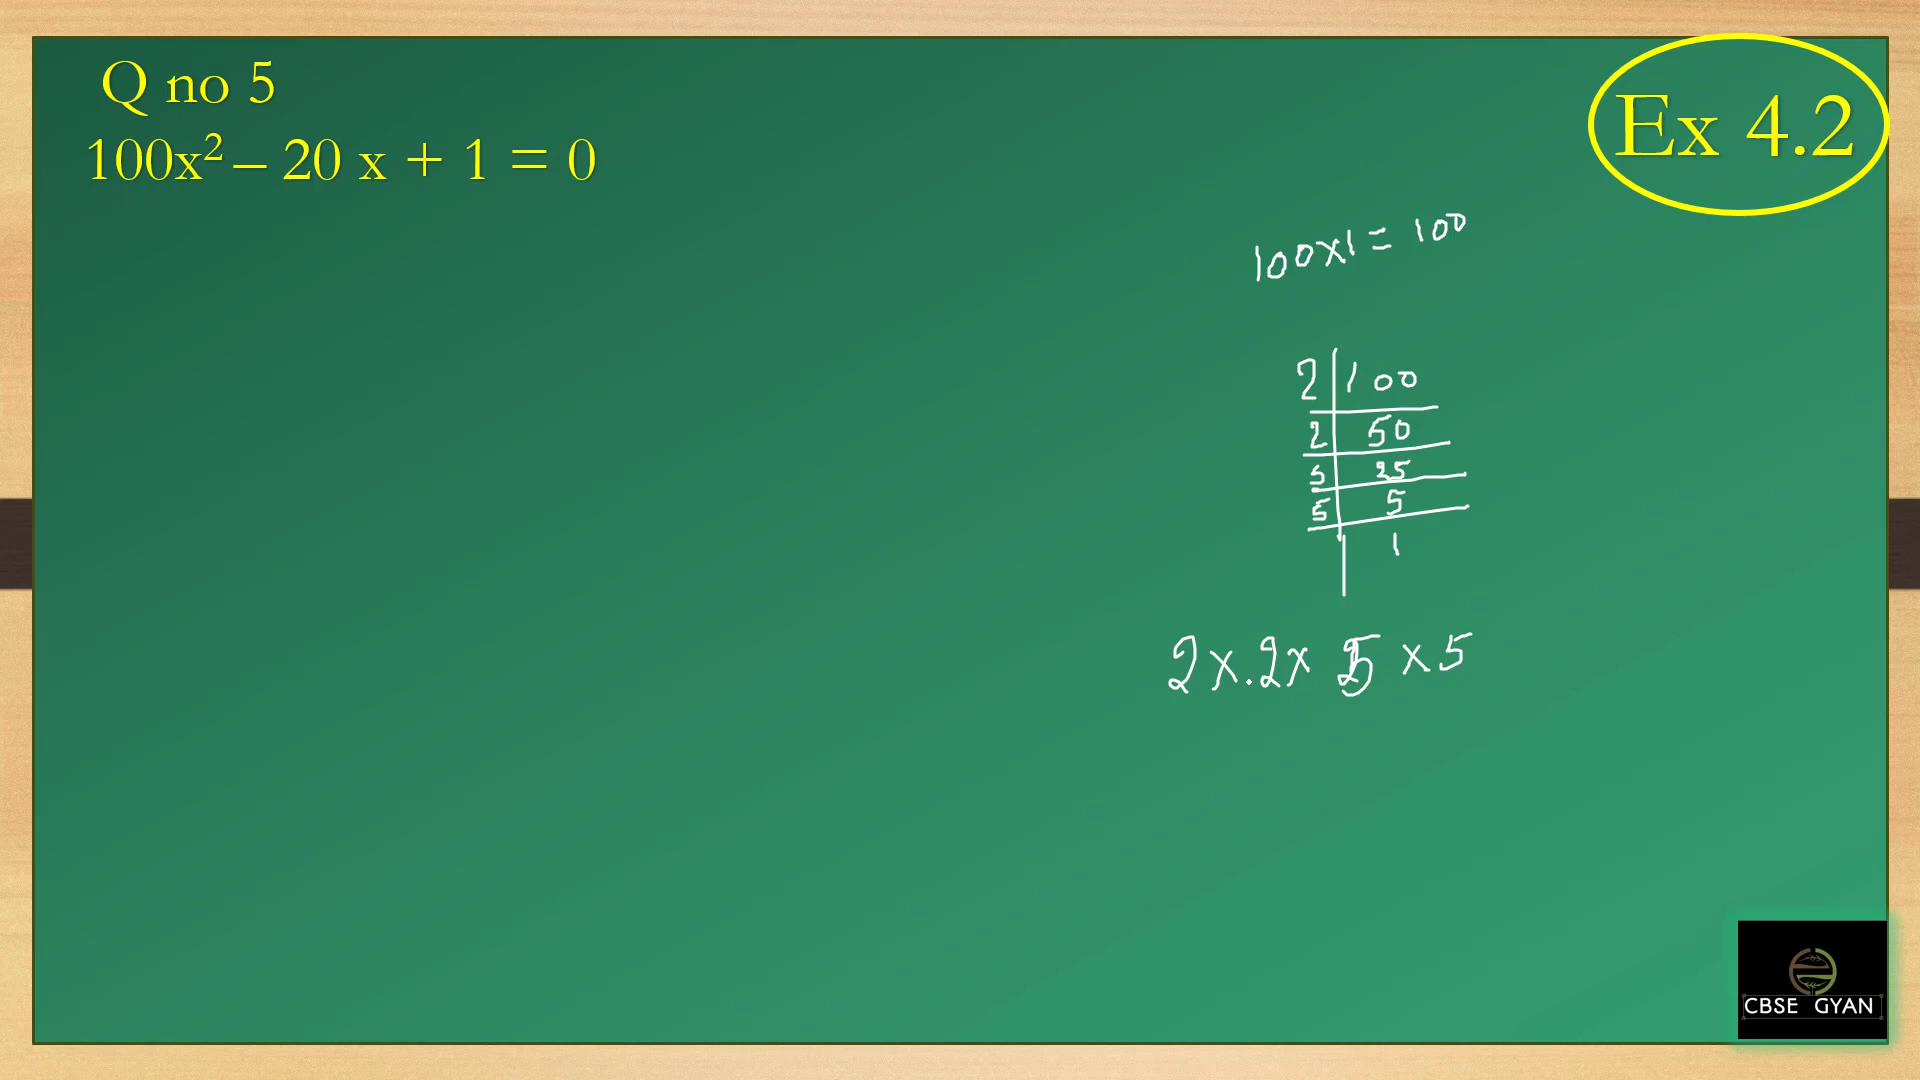 Q no 5
100x² – 20 x + 1 = 0
Ex 4.2
100x1 = 100
2 | 100
2 | 50
5 | 25
5 | 5
| 1
2 x . 2 x 5 x 5
CBSE GYAN